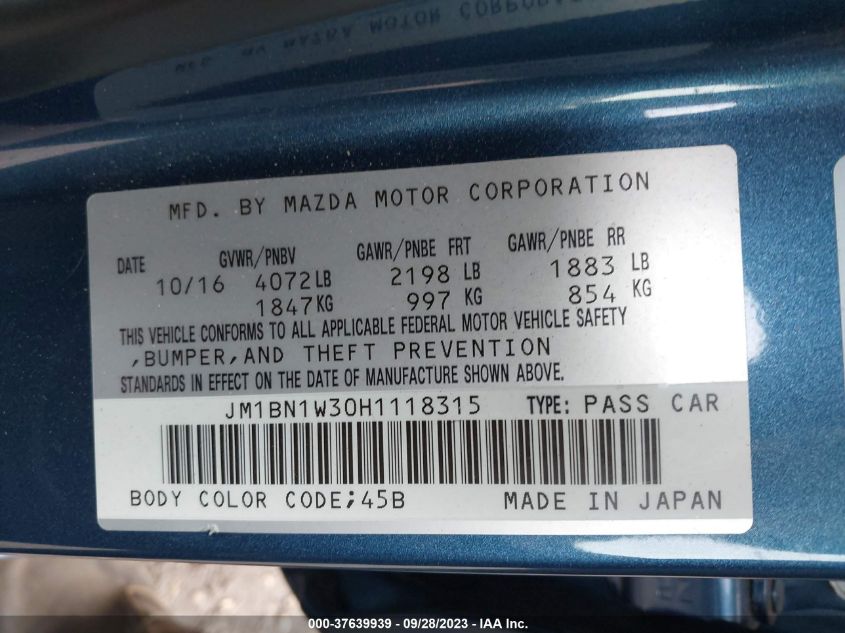 MFD. BY MAZDA MOTOR CORPORATION
DATE GVWR/PNBV GAWR/PNBE FRT GAWR/PNBE RR
10/16 4072LB 2198 LB 1883 LB
1847KG 997 KG 854 KG
THIS VEHICLE CONFORMS TO ALL APPLICABLE FEDERAL MOTOR VEHICLE SAFETY
,BUMPER,AND THEFT PREVENTION
STANDARDS IN EFFECT ON THE DATE OF MANUFACTURE SHOWN ABOVE.
JM1BN1W30H1118315 TYPE: PASS CAR
BODY COLOR CODE;45B MADE IN JAPAN
000-37639939 / 09/28/2023 - IAA Inc.